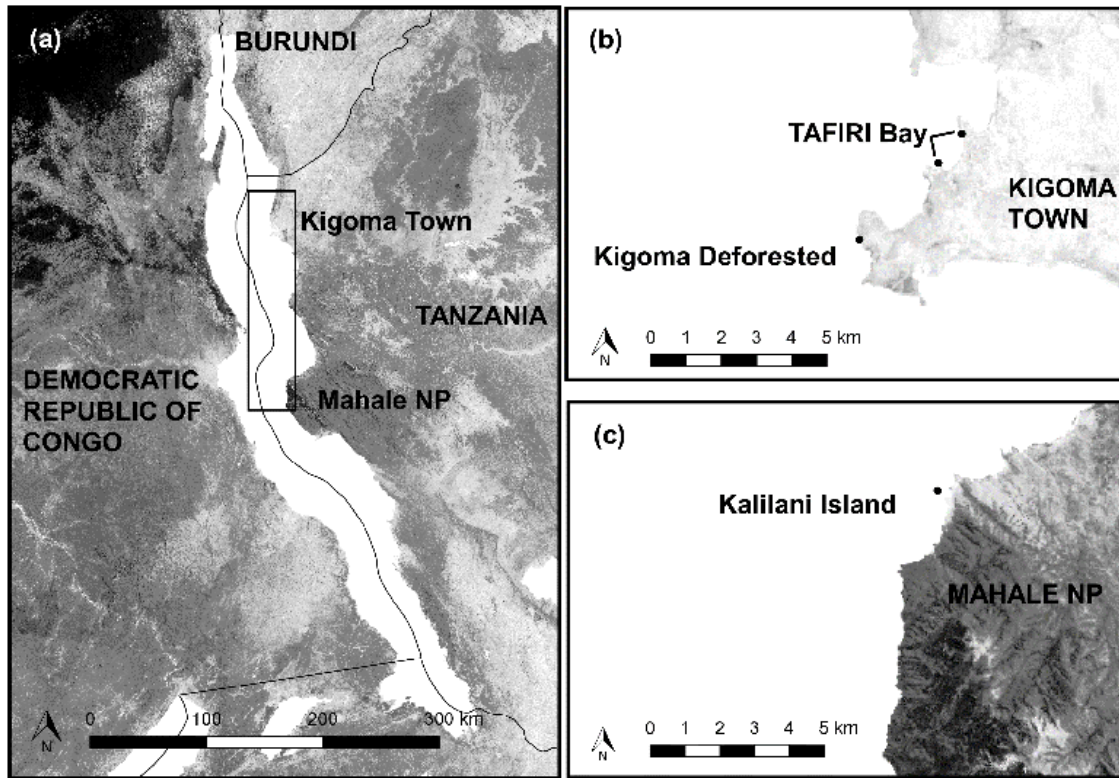 (a)
BURUNDI
Kigoma Town
TANZANIA
DEMOCRATIC
REPUBLIC OF
CONGO
Mahale NP
0 100 200 300 km
N
(b)
TAFIRI Bay
KIGOMA
TOWN
Kigoma Deforested
0 1 2 3 4 5 km
N
(c)
Kalilani Island
MAHALE NP
0 1 2 3 4 5 km
N